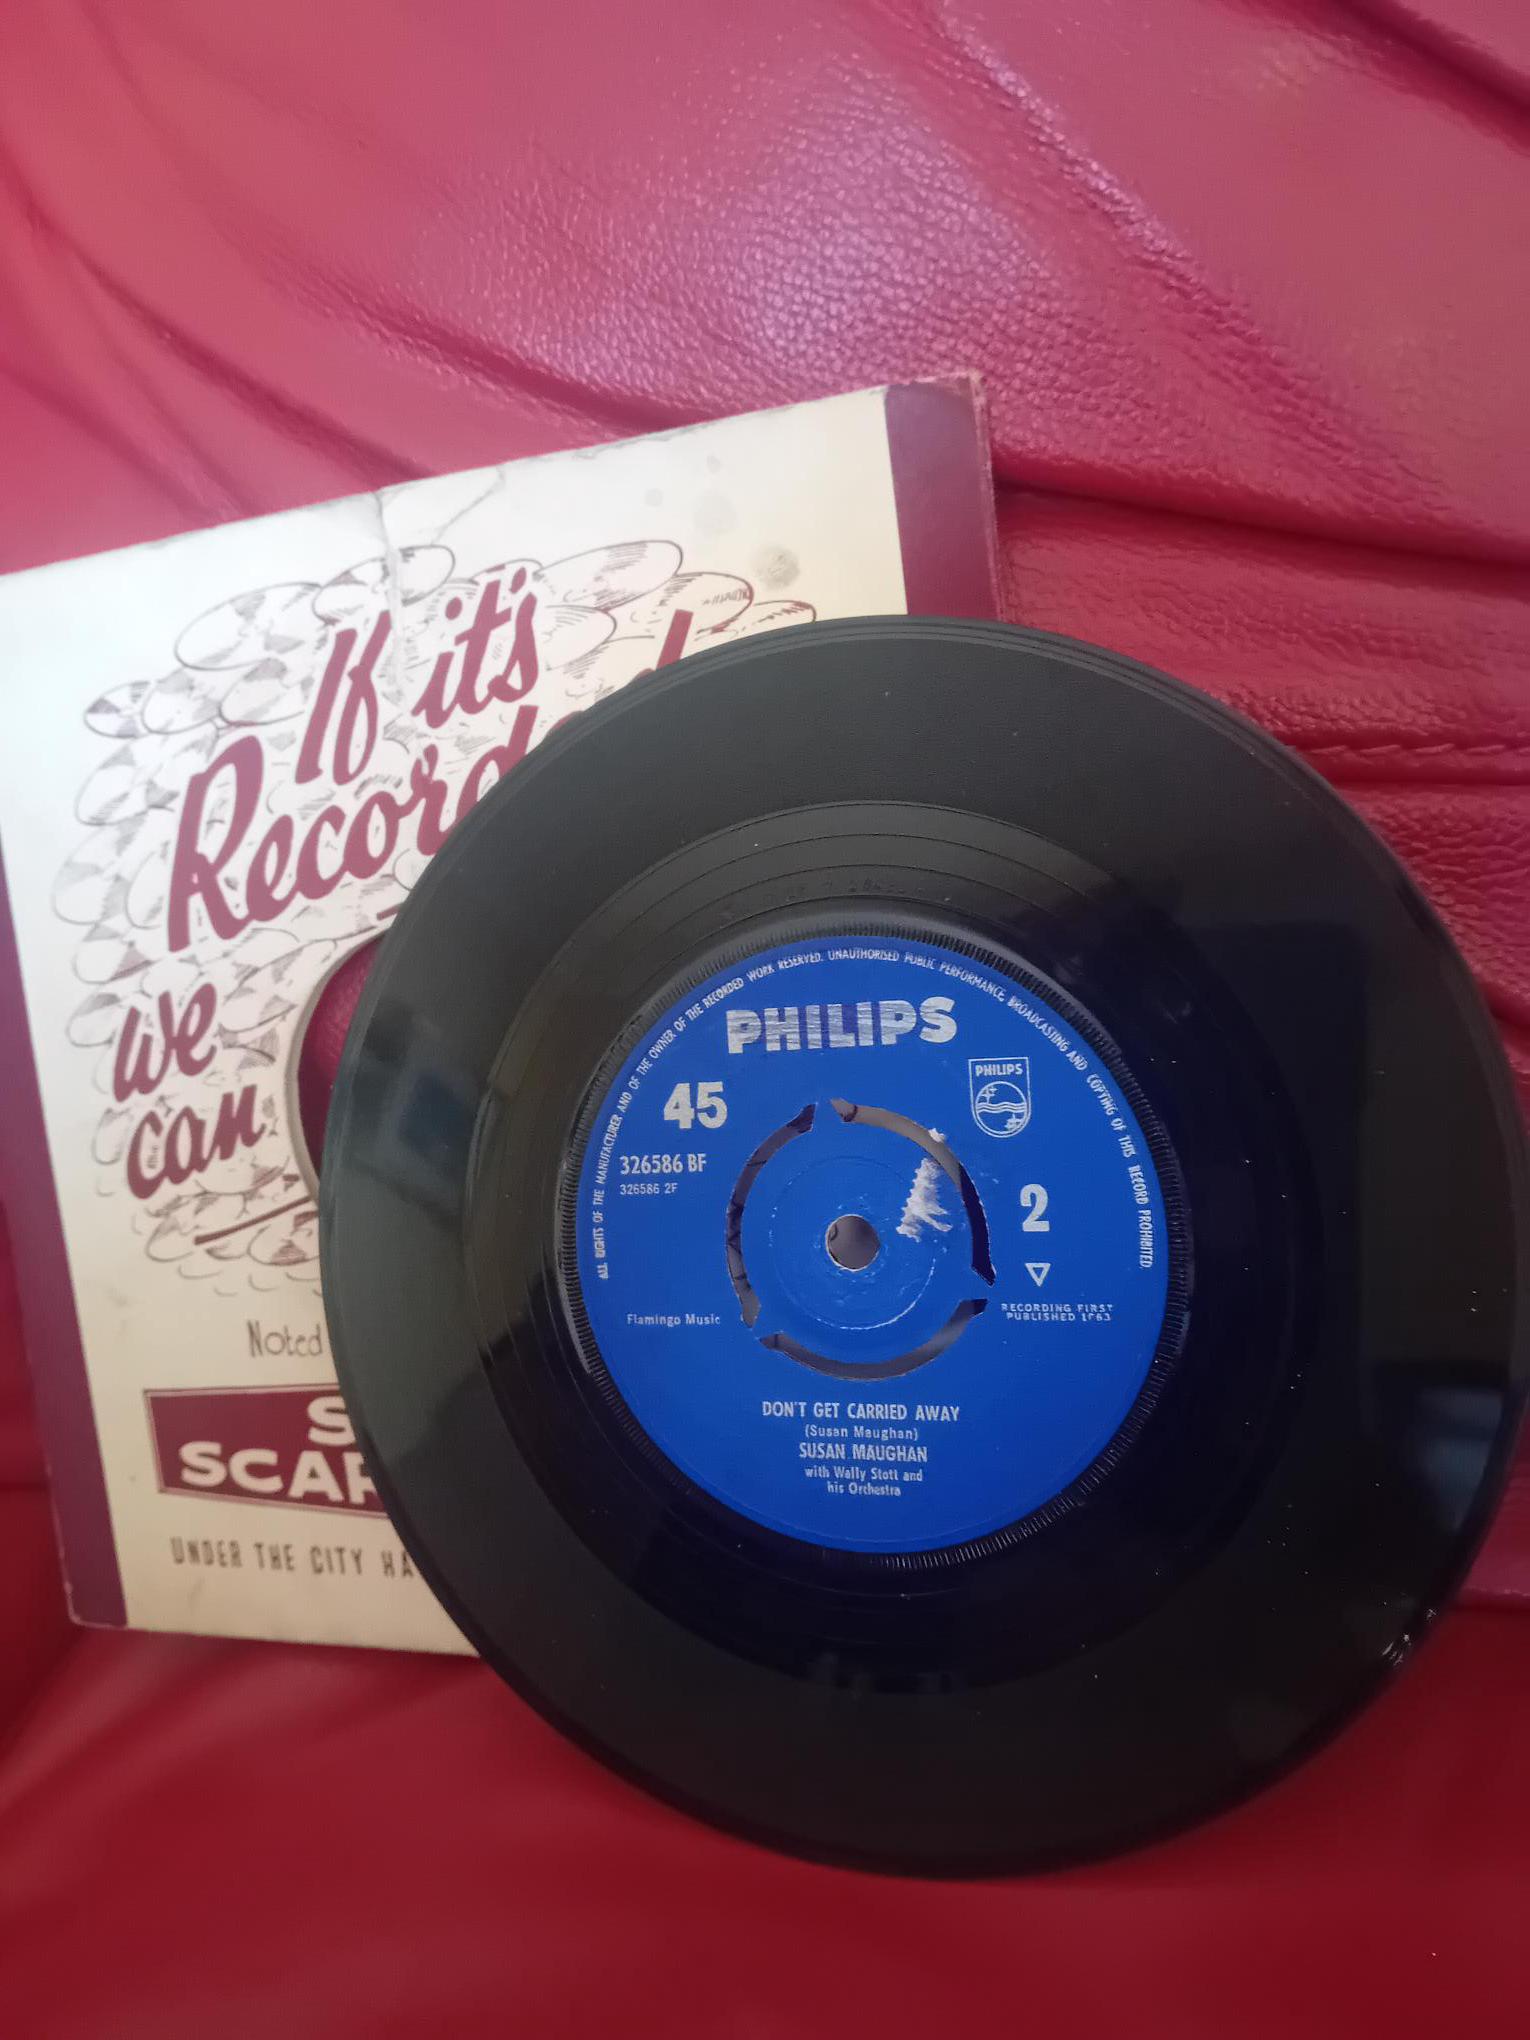 If it's
Recorded
we
can
Noted
SCAR
UNDER THE CITY HA
ALL RIGHTS OF THE MANUFACTURER AND OF THE OWNER OF THE RECORDED WORK RESERVED. UNAUTHORISED PUBLIC PERFORMANCE, BROADCASTING AND COPYING OF THIS RECORD PROHIBITED.
PHILIPS
PHILIPS
45
326586 BF
326586 2F
2
Flamingo Music
RECORDING FIRST
PUBLISHED 1963
DON'T GET CARRIED AWAY
(Susan Maughan)
SUSAN MAUGHAN
with Wally Stott and
his Orchestra